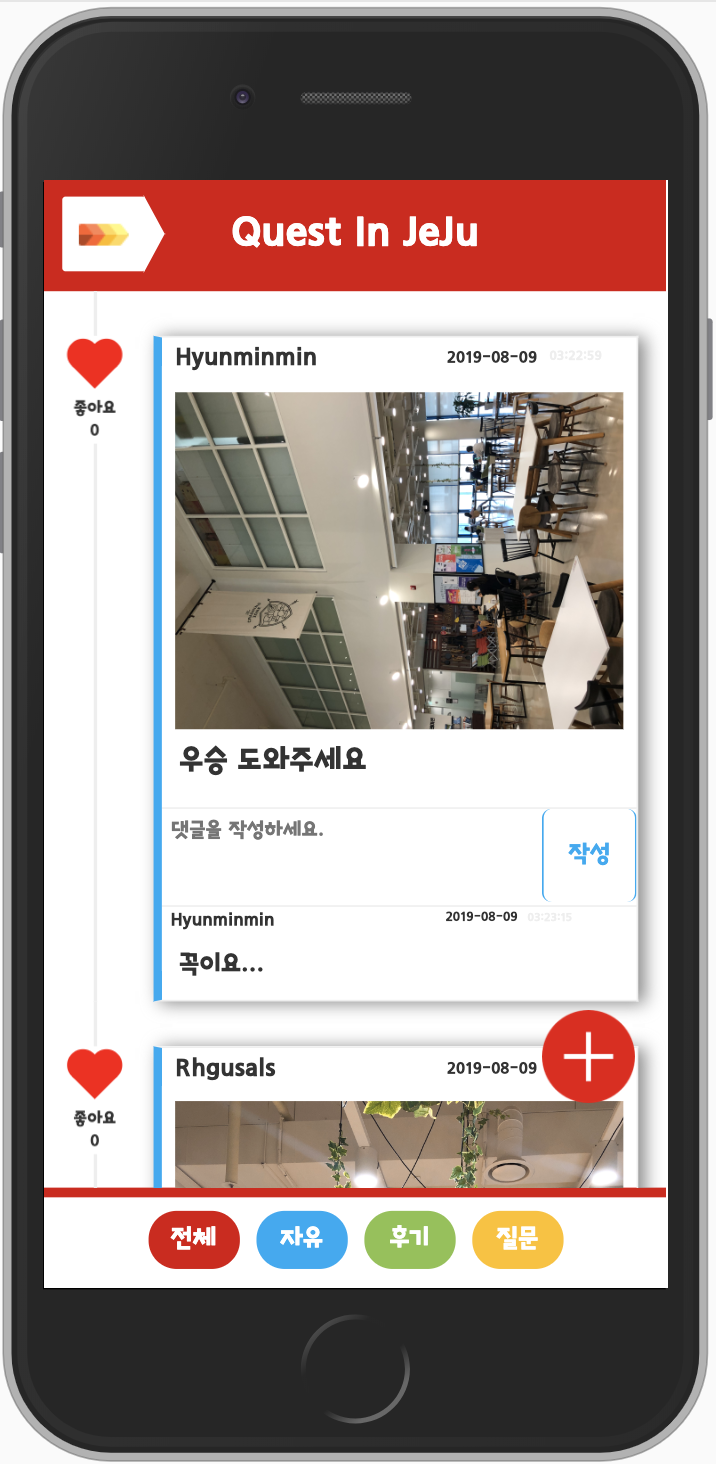 Quest In JeJu
좋아요
0
Hyunminmin 2019-08-09 03:22:59
우승 도와주세요
댓글을 작성하세요.
작성
Hyunminmin 2019-08-09 03:23:15
꼭이요...
좋아요
0
Rhgusals 2019-08-09
전체 자유 후기 질문